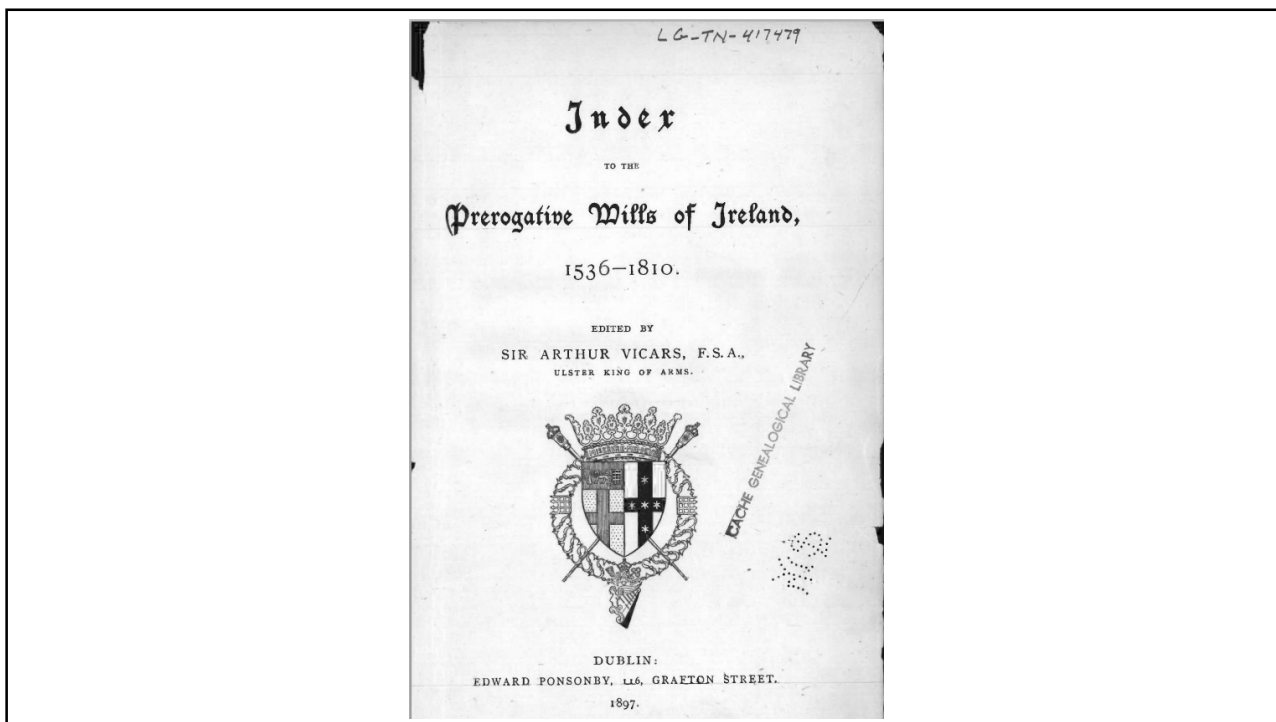 LG-TN-417479
Index
TO THE
Prerogative Wills of Ireland,
1536–1810.
EDITED BY
SIR ARTHUR VICARS, F.S.A.,
ULSTER KING OF ARMS.
CACHE GENEALOGICAL LIBRARY
DUBLIN:
EDWARD PONSONBY, 116, GRAFTON STREET.
1897.